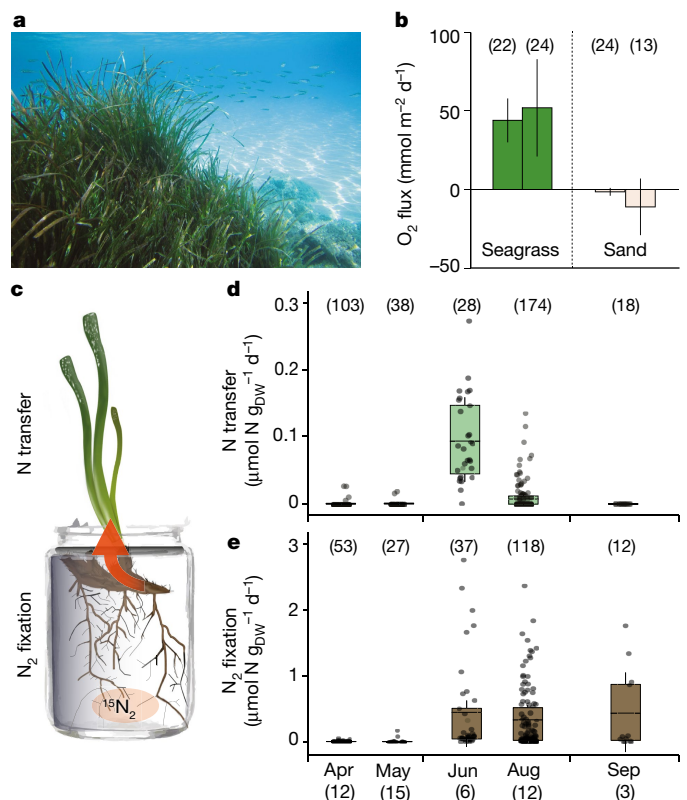 a
b
100
50
0
−50
O2 flux (mmol m−2 d−1)
(22) (24) (24) (13)
Seagrass Sand
c
N transfer
N2 fixation
15N2
d
0.3
0.2
0.1
0
N transfer
(μmol N gDW−1 d−1)
(103) (38) (28) (174) (18)
e
3
2
1
0
N2 fixation
(μmol N gDW−1 d−1)
(53) (27) (37) (118) (12)
Apr May Jun Aug Sep
(12) (15) (6) (12) (3)